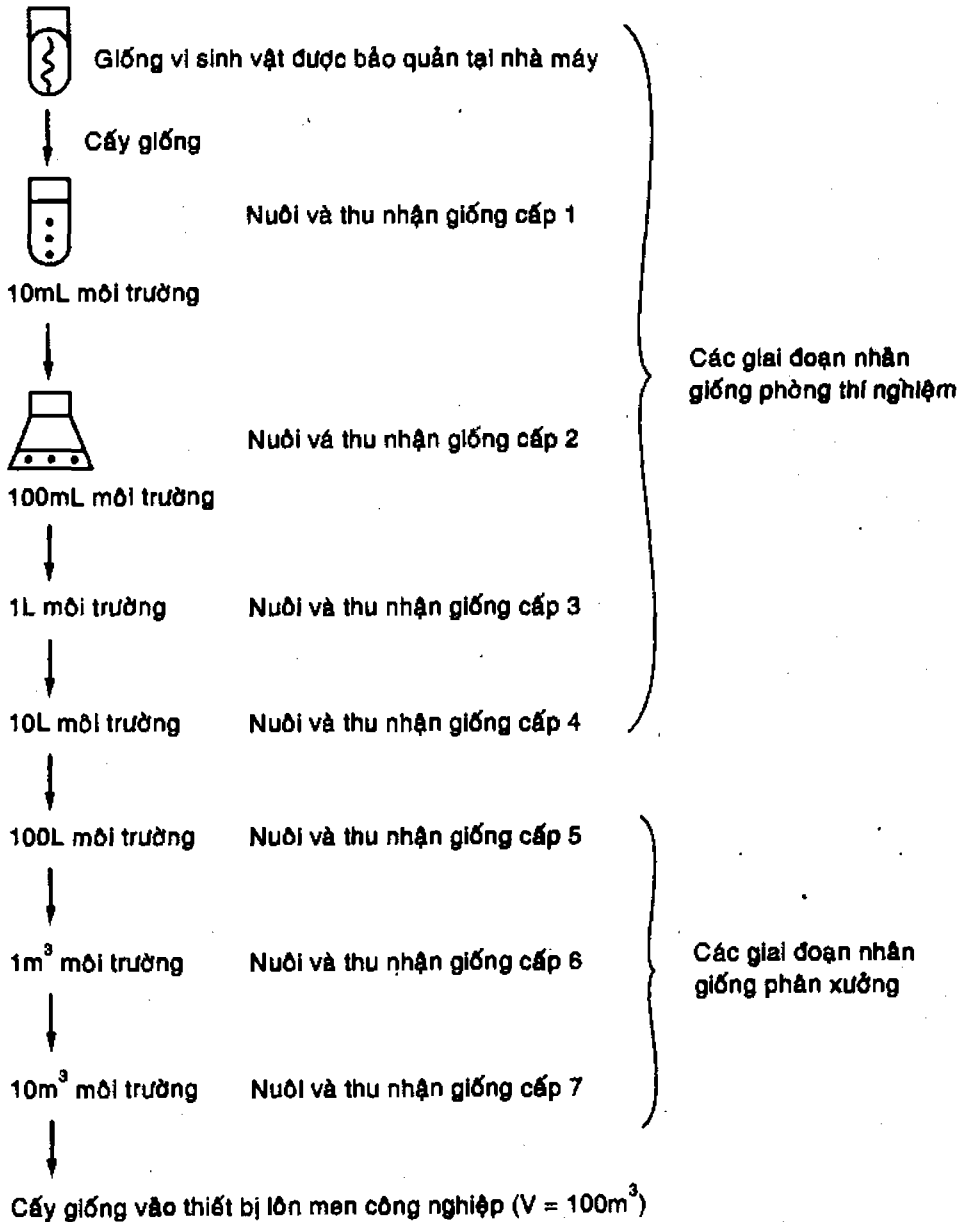 Giống vi sinh vật được bảo quản tại nhà máy
Cấy giống
Nuôi và thu nhận giống cấp 1
10mL môi trường
Các giai đoạn nhân
giống phòng thí nghiệm
Nuôi vá thu nhận giống cấp 2
100mL môi trường
1L môi trường Nuôi và thu nhận giống cấp 3
10L môi trường Nuôi và thu nhận giống cấp 4
100L môi trường Nuôi và thu nhận giống cấp 5
1m³ môi trường Nuôi và thu nhận giống cấp 6
Các giai đoạn nhân
giống phân xưởng
10m³ môi trường Nuôi và thu nhận giống cấp 7
Cấy giống vào thiết bị lên men công nghiệp (V = 100m³)